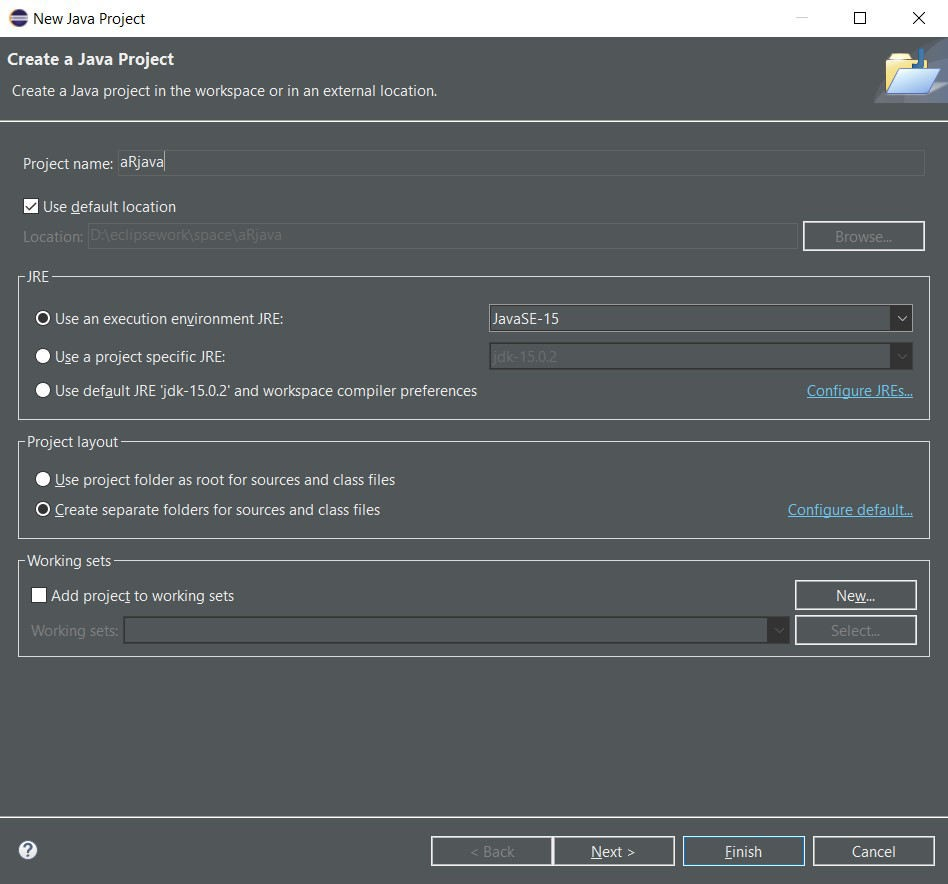 New Java Project
Create a Java Project
Create a Java project in the workspace or in an external location.
Project name: aRjava
Use default location
Location: D:\eclipsework\space\aRjava Browse...
JRE
Use an execution environment JRE: JavaSE-15
Use a project specific JRE: jdk-15.0.2
Use default JRE 'jdk-15.0.2' and workspace compiler preferences Configure JREs...
Project layout
Use project folder as root for sources and class files
Create separate folders for sources and class files Configure default...
Working sets
Add project to working sets New...
Working sets: Select...
? < Back Next > Finish Cancel